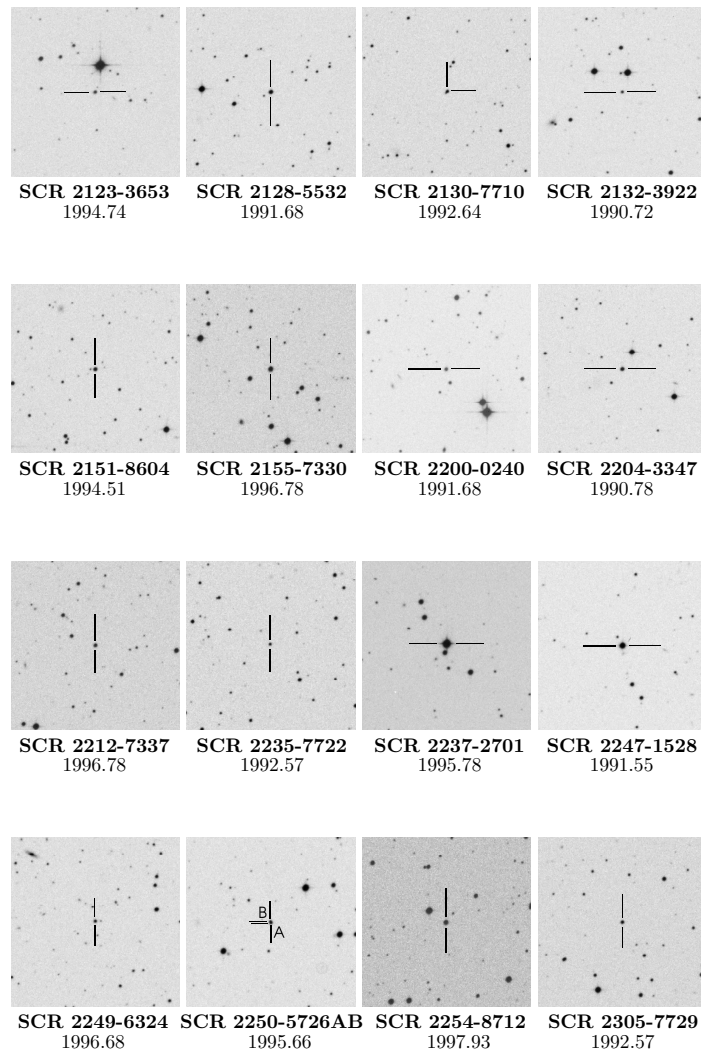 SCR 2123-3653 SCR 2128-5532 SCR 2130-7710 SCR 2132-3922
1994.74 1991.68 1992.64 1990.72
SCR 2151-8604 SCR 2155-7330 SCR 2200-0240 SCR 2204-3347
1994.51 1996.78 1991.68 1990.78
SCR 2212-7337 SCR 2235-7722 SCR 2237-2701 SCR 2247-1528
1996.78 1992.57 1995.78 1991.55
B
A
SCR 2249-6324 SCR 2250-5726AB SCR 2254-8712 SCR 2305-7729
1996.68 1995.66 1997.93 1992.57